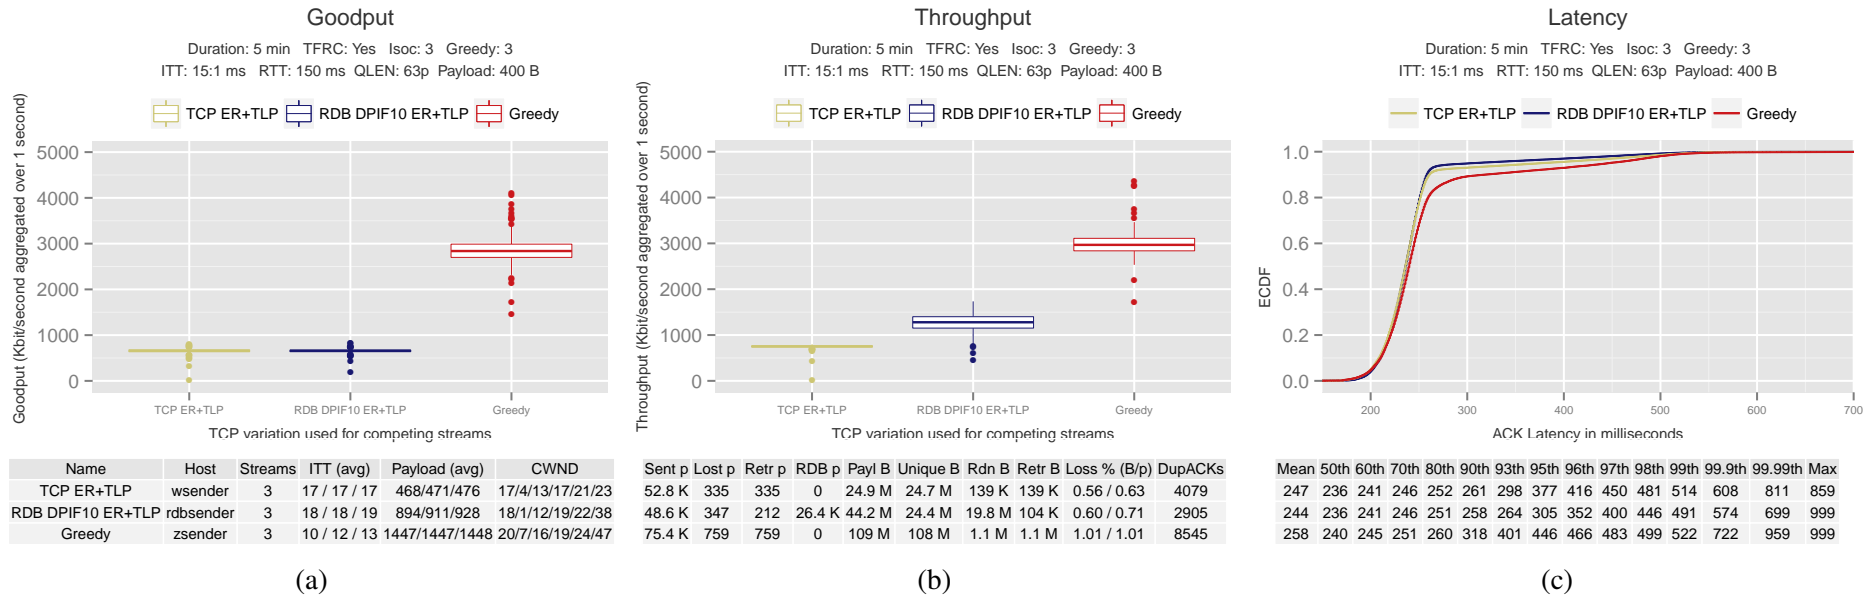 Goodput
Duration: 5 min TFRC: Yes Isoc: 3 Greedy: 3
ITT: 15:1 ms RTT: 150 ms QLEN: 63p Payload: 400 B
TCP ER+TLP RDB DPIF10 ER+TLP Greedy
Goodput (Kbit/second aggregated over 1 second)
5000
4000
3000
2000
1000
0
TCP ER+TLP RDB DPIF10 ER+TLP Greedy
TCP variation used for competing streams
Name Host Streams ITT (avg) Payload (avg) CWND
TCP ER+TLP wsender 3 17 / 17 / 17 468/471/476 17/4/13/17/21/23
RDB DPIF10 ER+TLP rdbsender 3 18 / 18 / 19 894/911/928 18/1/12/19/22/38
Greedy zsender 3 10 / 12 / 13 1447/1447/1448 20/7/16/19/24/47
(a)
Throughput
Duration: 5 min TFRC: Yes Isoc: 3 Greedy: 3
ITT: 15:1 ms RTT: 150 ms QLEN: 63p Payload: 400 B
TCP ER+TLP RDB DPIF10 ER+TLP Greedy
Throughput (Kbit/second aggregated over 1 second)
5000
4000
3000
2000
1000
0
TCP ER+TLP RDB DPIF10 ER+TLP Greedy
TCP variation used for competing streams
Sent p Lost p Retr p RDB p Payl B Unique B Rdn B Retr B Loss % (B/p) DupACKs
52.8 K 335 335 0 24.9 M 24.7 M 139 K 139 K 0.56 / 0.63 4079
48.6 K 347 212 26.4 K 44.2 M 24.4 M 19.8 M 104 K 0.60 / 0.71 2905
75.4 K 759 759 0 109 M 108 M 1.1 M 1.1 M 1.01 / 1.01 8545
(b)
Latency
Duration: 5 min TFRC: Yes Isoc: 3 Greedy: 3
ITT: 15:1 ms RTT: 150 ms QLEN: 63p Payload: 400 B
TCP ER+TLP RDB DPIF10 ER+TLP Greedy
ECDF
1.0
0.8
0.6
0.4
0.2
0.0
200 300 400 500 600 700
ACK Latency in milliseconds
Mean 50th 60th 70th 80th 90th 93th 95th 96th 97th 98th 99th 99.9th 99.99th Max
247 236 241 246 252 261 298 377 416 450 481 514 608 811 859
244 236 241 246 251 258 264 305 352 400 446 491 574 699 999
258 240 245 251 260 318 401 446 466 483 499 522 722 959 999
(c)